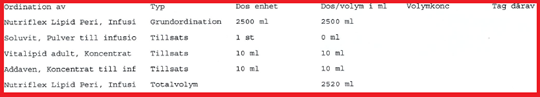 Ordination av Typ Dos enhet Dos/volym i ml Volymkonc Tag därav
Nutriflex Lipid Peri, Infusi Grundordination 2500 ml 2500 ml
Soluvit, Pulver till infusio Tillsats 1 st 0 ml
Vitalipid adult, Koncentrat Tillsats 10 ml 10 ml
Addaven, Koncentrat till inf Tillsats 10 ml 10 ml
Nutriflex Lipid Peri, Infusi Totalvolym 2520 ml